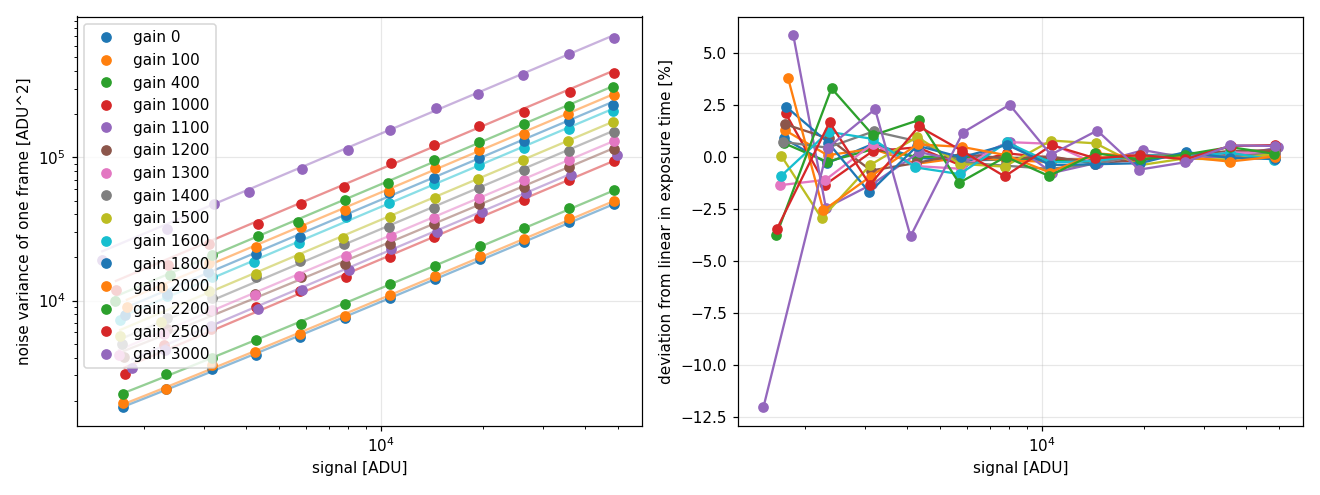 noise variance of one frame [ADU^2]
10^5
10^4
gain 0
gain 100
gain 400
gain 1000
gain 1100
gain 1200
gain 1300
gain 1400
gain 1500
gain 1600
gain 1800
gain 2000
gain 2200
gain 2500
gain 3000
10^4
signal [ADU]
deviation from linear in exposure time [%]
5.0
2.5
0.0
−2.5
−5.0
−7.5
−10.0
−12.5
10^4
signal [ADU]